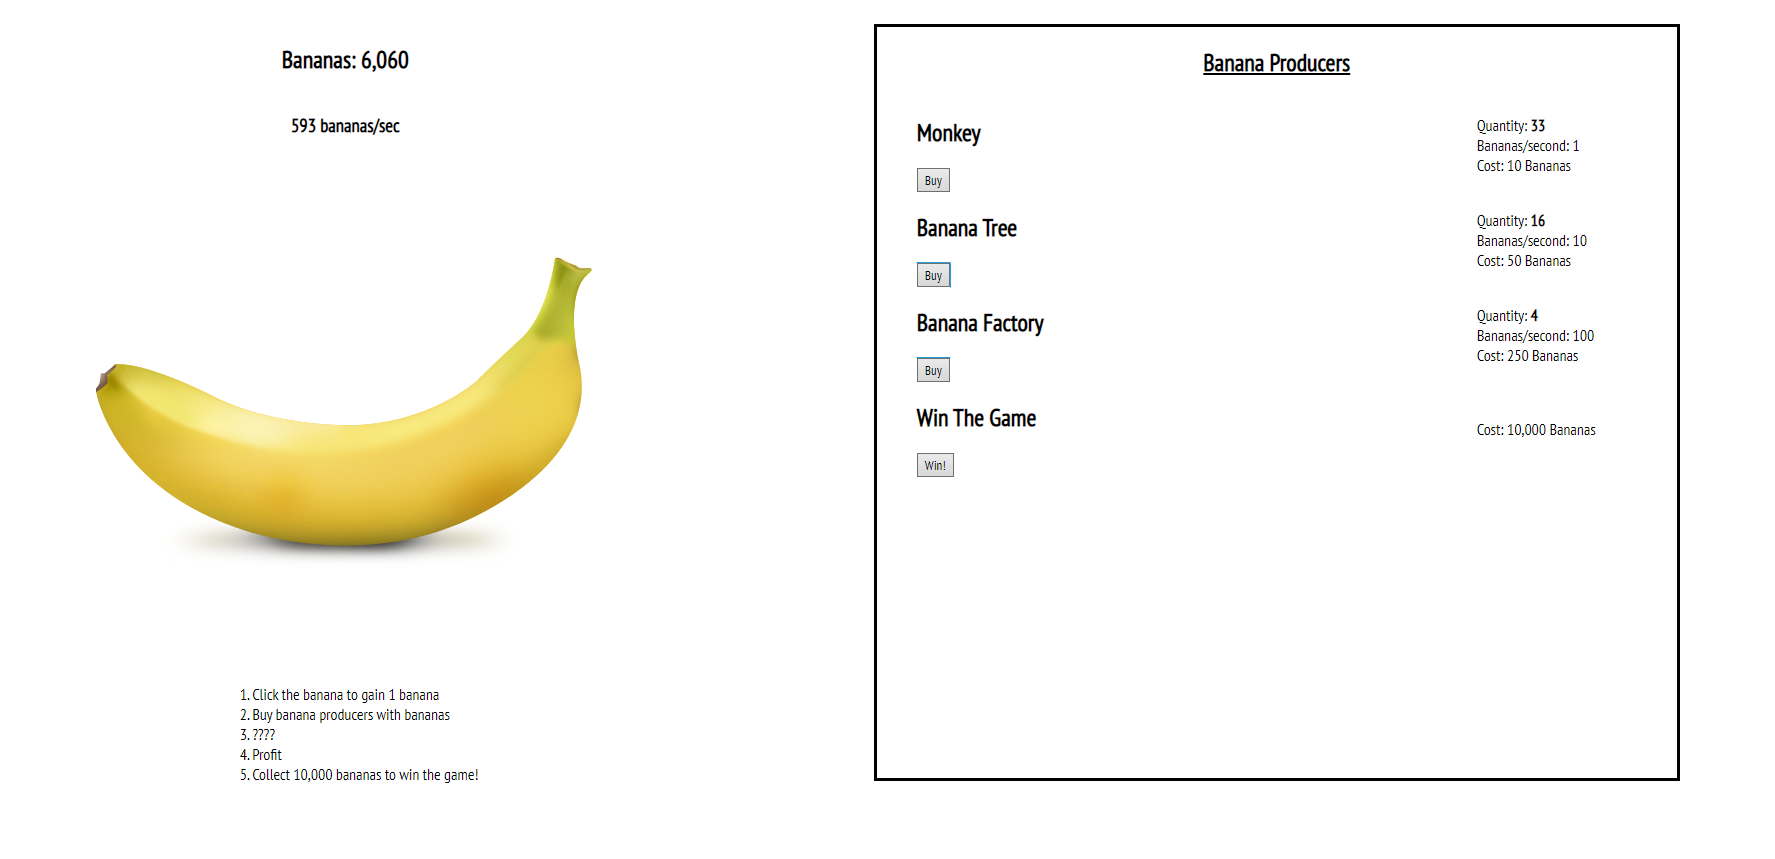 Bananas: 6,060
593 bananas/sec
1. Click the banana to gain 1 banana
2. Buy banana producers with bananas
3. ????
4. Profit
5. Collect 10,000 bananas to win the game!
Banana Producers
Monkey
Buy
Quantity: 33
Bananas/second: 1
Cost: 10 Bananas
Banana Tree
Buy
Quantity: 16
Bananas/second: 10
Cost: 50 Bananas
Banana Factory
Buy
Quantity: 4
Bananas/second: 100
Cost: 250 Bananas
Win The Game
Win!
Cost: 10,000 Bananas